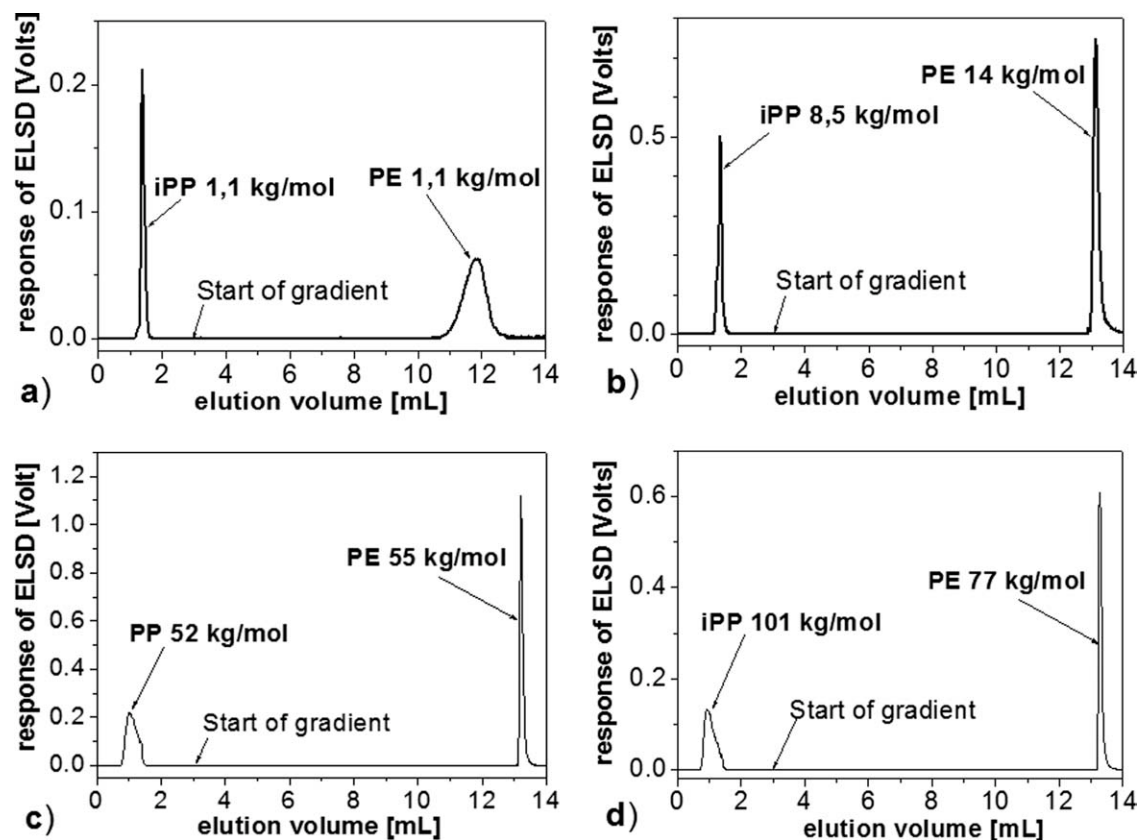 response of ELSD [Volts]
0.2
0.1
0.0
iPP 1,1 kg/mol
PE 1,1 kg/mol
Start of gradient
0 2 4 6 8 10 12 14
elution volume [mL]
a)
response of ELSD [Volts]
0.5
0.0
PE 14 kg/mol
iPP 8,5 kg/mol
Start of gradient
0 2 4 6 8 10 12 14
elution volume [mL]
b)
response of ELSD [Volt]
1.2
1.0
0.8
0.6
0.4
0.2
0.0
PE 55 kg/mol
PP 52 kg/mol
Start of gradient
0 2 4 6 8 10 12 14
elution volume [mL]
c)
response of ELSD [Volts]
0.6
0.4
0.2
0.0
PE 77 kg/mol
iPP 101 kg/mol
Start of gradient
0 2 4 6 8 10 12 14
elution volume [mL]
d)